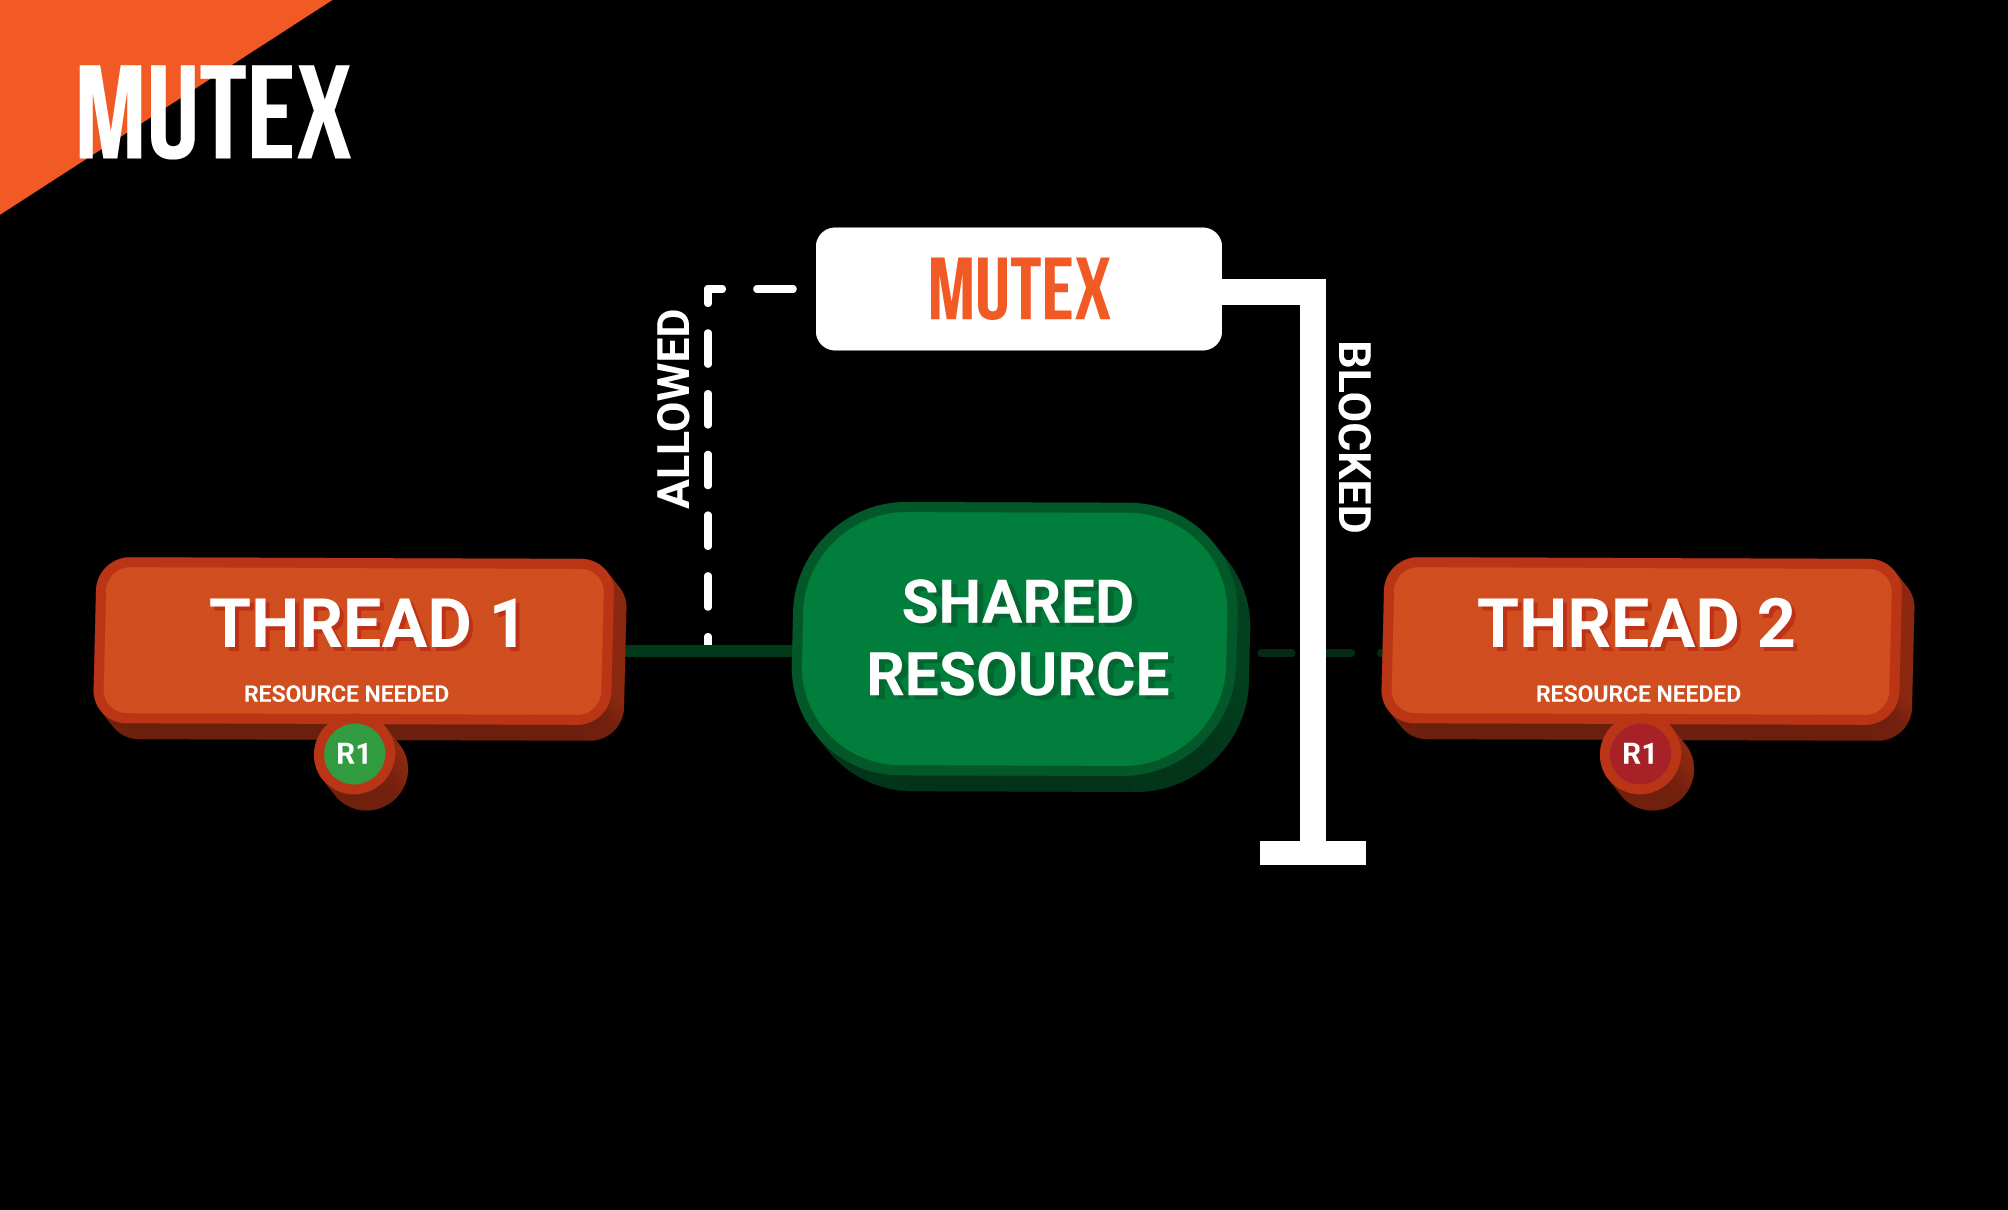 MUTEX
MUTEX
ALLOWED
BLOCKED
SHARED
RESOURCE
THREAD 1
RESOURCE NEEDED
R1
THREAD 2
RESOURCE NEEDED
R1